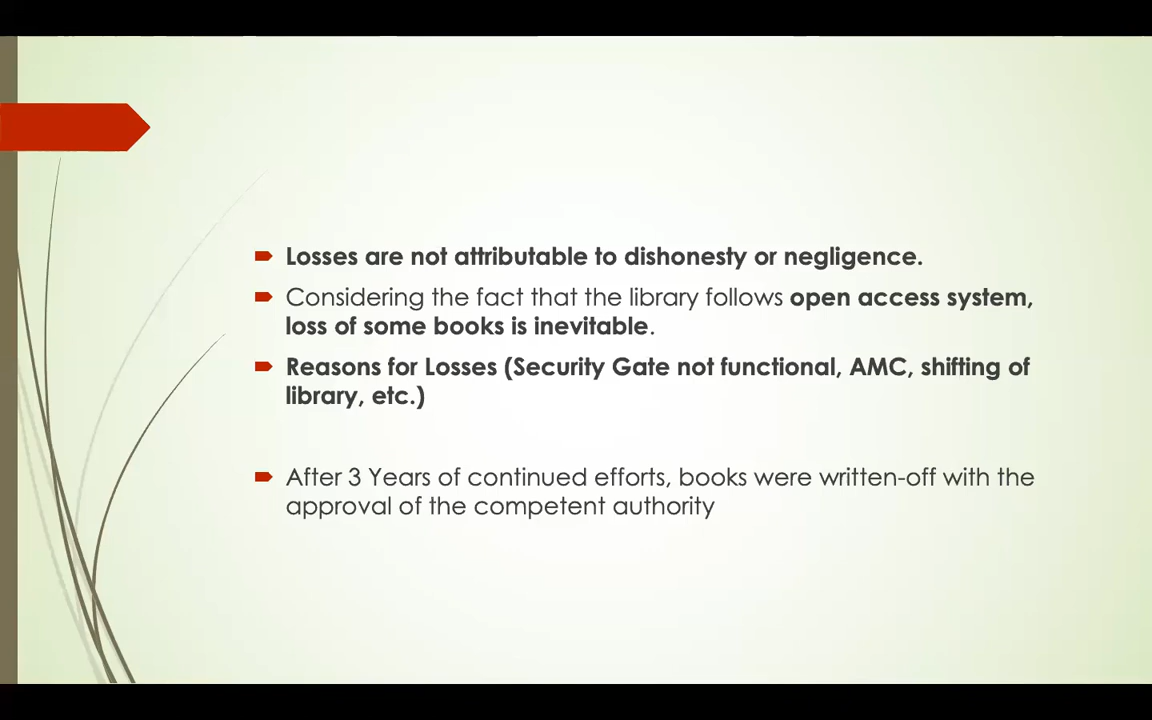 Losses are not attributable to dishonesty or negligence.
Considering the fact that the library follows open access system,
loss of some books is inevitable.
Reasons for Losses (Security Gate not functional, AMC, shifting of
library, etc.)
After 3 Years of continued efforts, books were written-off with the
approval of the competent authority